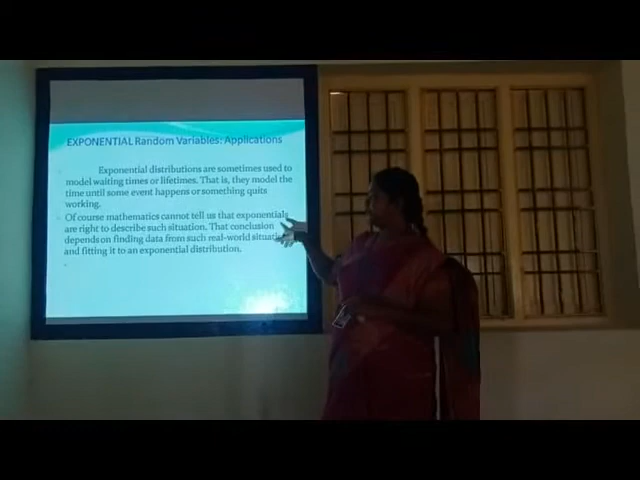 EXPONENTIAL Random Variables: Applications
Exponential distributions are sometimes used to
model waiting times or lifetimes. That is, they model the
time until some event happens or something quits
working.
Of course mathematics cannot tell us that exponentials
are right to describe such situation. That conclusion
depends on finding data from such real-world
and fitting it to an exponential distribution.